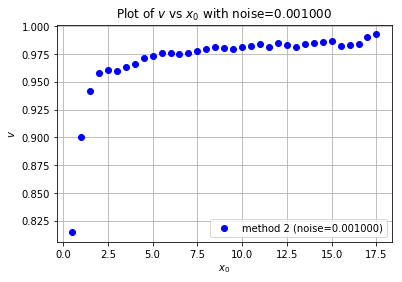 Plot of v vs x₀ with noise=0.001000
1.000
0.975
0.950
0.925
0.900
0.875
0.850
0.825
v
method 2 (noise=0.001000)
0.0 2.5 5.0 7.5 10.0 12.5 15.0 17.5
x₀